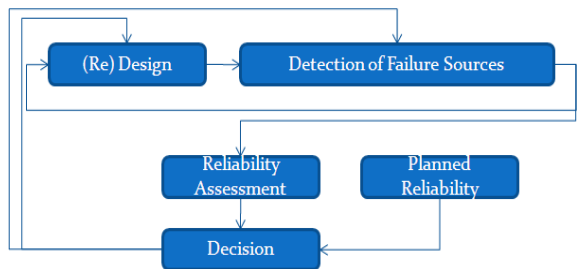 (Re) Design
Detection of Failure Sources
Reliability
Assessment
Planned
Reliability
Decision